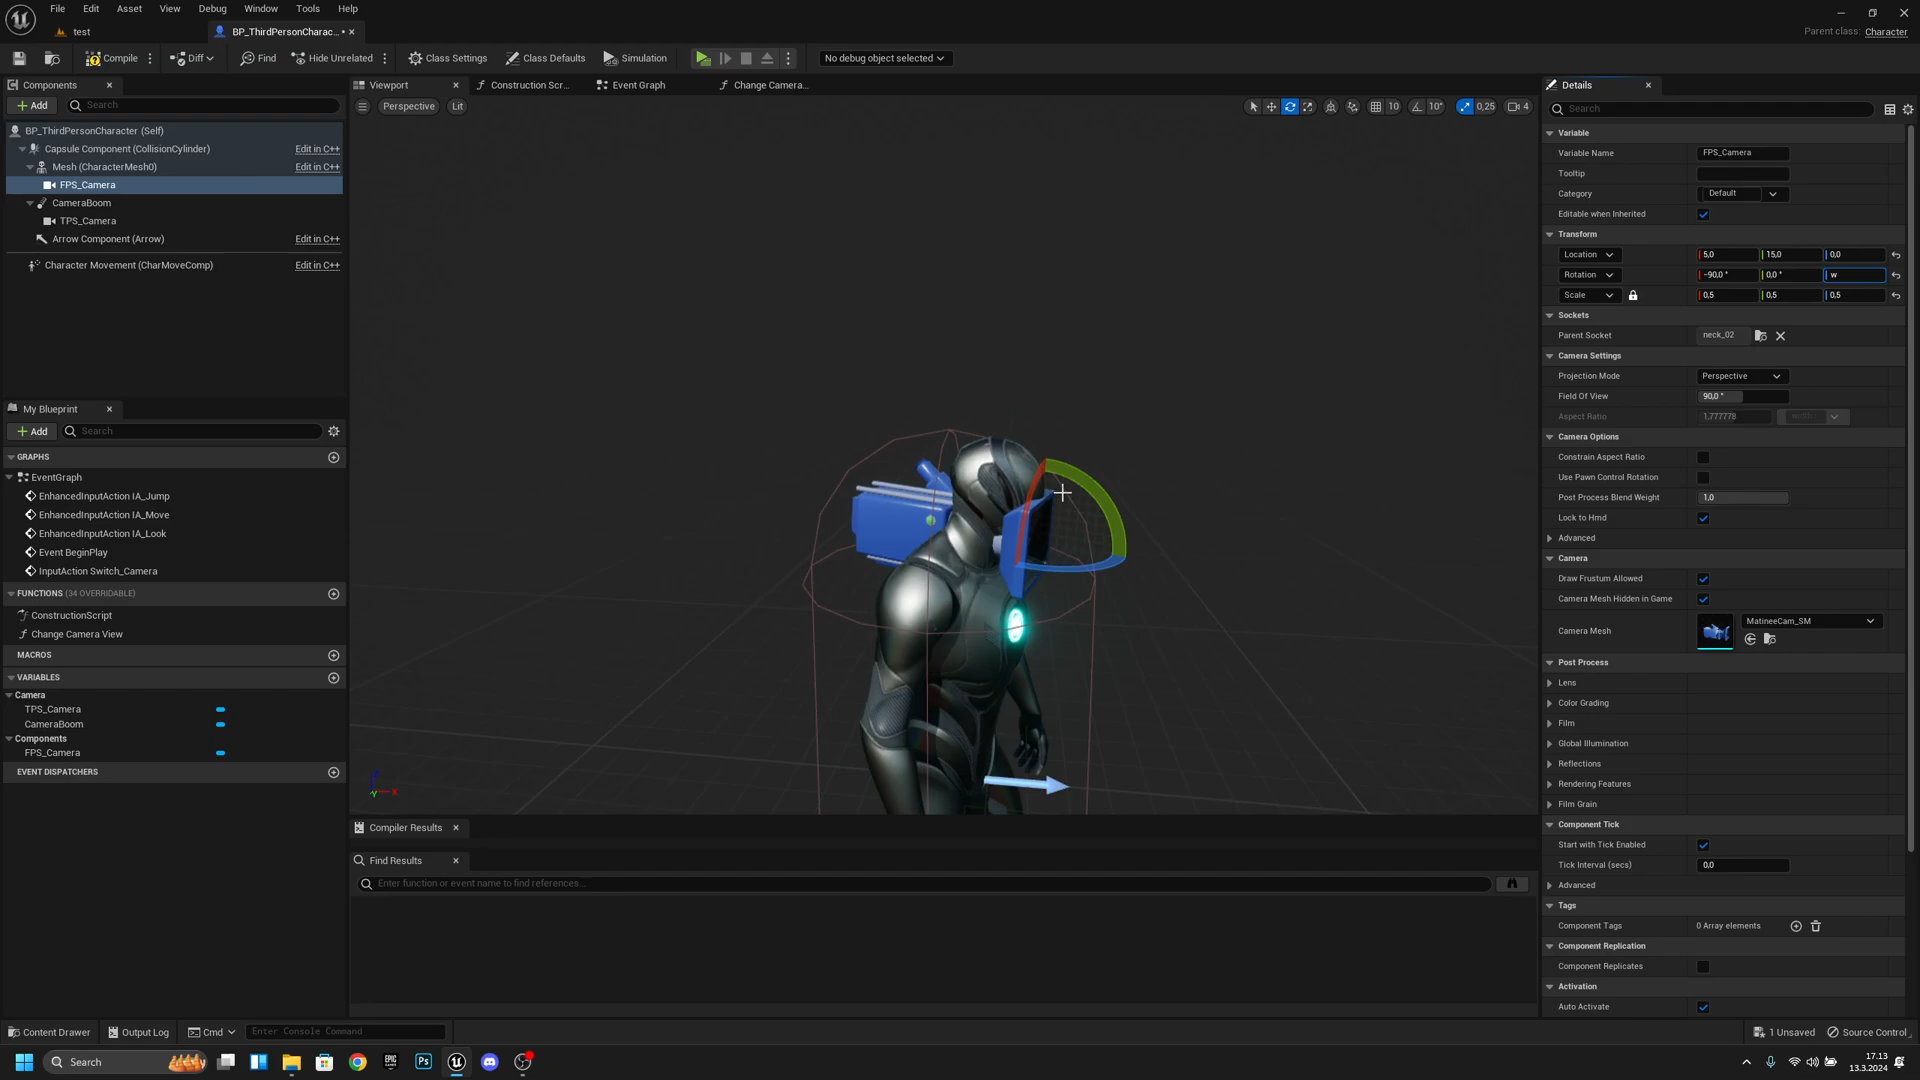 File Edit Asset View Debug Window Tools Help
test
BP_ThirdPersonCharac...
Parent class: Character
Compile
Diff
Find
Hide Unrelated
Class Settings
Class Defaults
Simulation
No debug object selected
Components
Add
Search
BP_ThirdPersonCharacter (Self)
Capsule Component (CollisionCylinder) Edit in C++
Mesh (CharacterMesh0) Edit in C++
FPS_Camera
CameraBoom
TPS_Camera
Arrow Component (Arrow) Edit in C++
Character Movement (CharMoveComp) Edit in C++
My Blueprint
Add
Search
GRAPHS
EventGraph
EnhancedInputAction IA_Jump
EnhancedInputAction IA_Move
EnhancedInputAction IA_Look
Event BeginPlay
InputAction Switch_Camera
FUNCTIONS (34 OVERRIDABLE)
ConstructionScript
Change Camera View
MACROS
VARIABLES
Camera
TPS_Camera
CameraBoom
Components
FPS_Camera
EVENT DISPATCHERS
Viewport
Construction Scr...
Event Graph
Change Camera...
Perspective
Lit
10
10°
0,25
4
Z
X
Y
Compiler Results
Find Results
Enter function or event name to find references...
Details
Search
Variable
Variable Name FPS_Camera
Tooltip
Category Default
Editable when Inherited
Transform
Location 5,0 15,0 0,0
Rotation -90,0 ° 0,0 ° w
Scale 0,5 0,5 0,5
Sockets
Parent Socket neck_02
Camera Settings
Projection Mode Perspective
Field Of View 90,0 °
Aspect Ratio 1,777778
Camera Options
Constrain Aspect Ratio
Use Pawn Control Rotation
Post Process Blend Weight 1,0
Lock to Hmd
Advanced
Camera
Draw Frustum Allowed
Camera Mesh Hidden in Game
Camera Mesh MatineeCam_SM
Post Process
Lens
Color Grading
Film
Global Illumination
Reflections
Rendering Features
Film Grain
Component Tick
Start with Tick Enabled
Tick Interval (secs) 0,0
Advanced
Tags
Component Tags 0 Array elements
Component Replication
Component Replicates
Activation
Auto Activate
Content Drawer
Output Log
Cmd
Enter Console Command
1 Unsaved
Source Control
Search
EPIC
Ps
17.13
13.3.2024